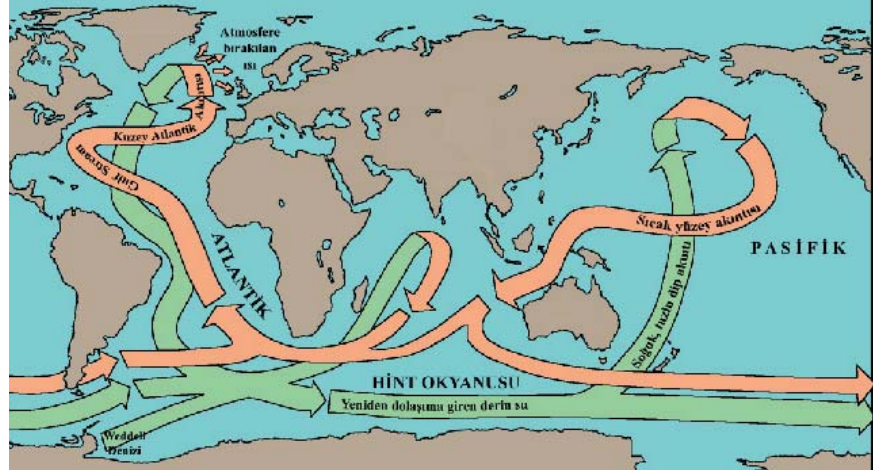 Atmosfere
bırakılan
ısı
Akıntısı
Kuzey Atlantik
Gulf Stream
ATLANTİK
Sıcak yüzey akıntısı
PASİFİK
Soğuk, tuzlu dip akıntı
HİNT OKYANUSU
Yeniden dolaşıma giren derin su
Weddell
Denizi